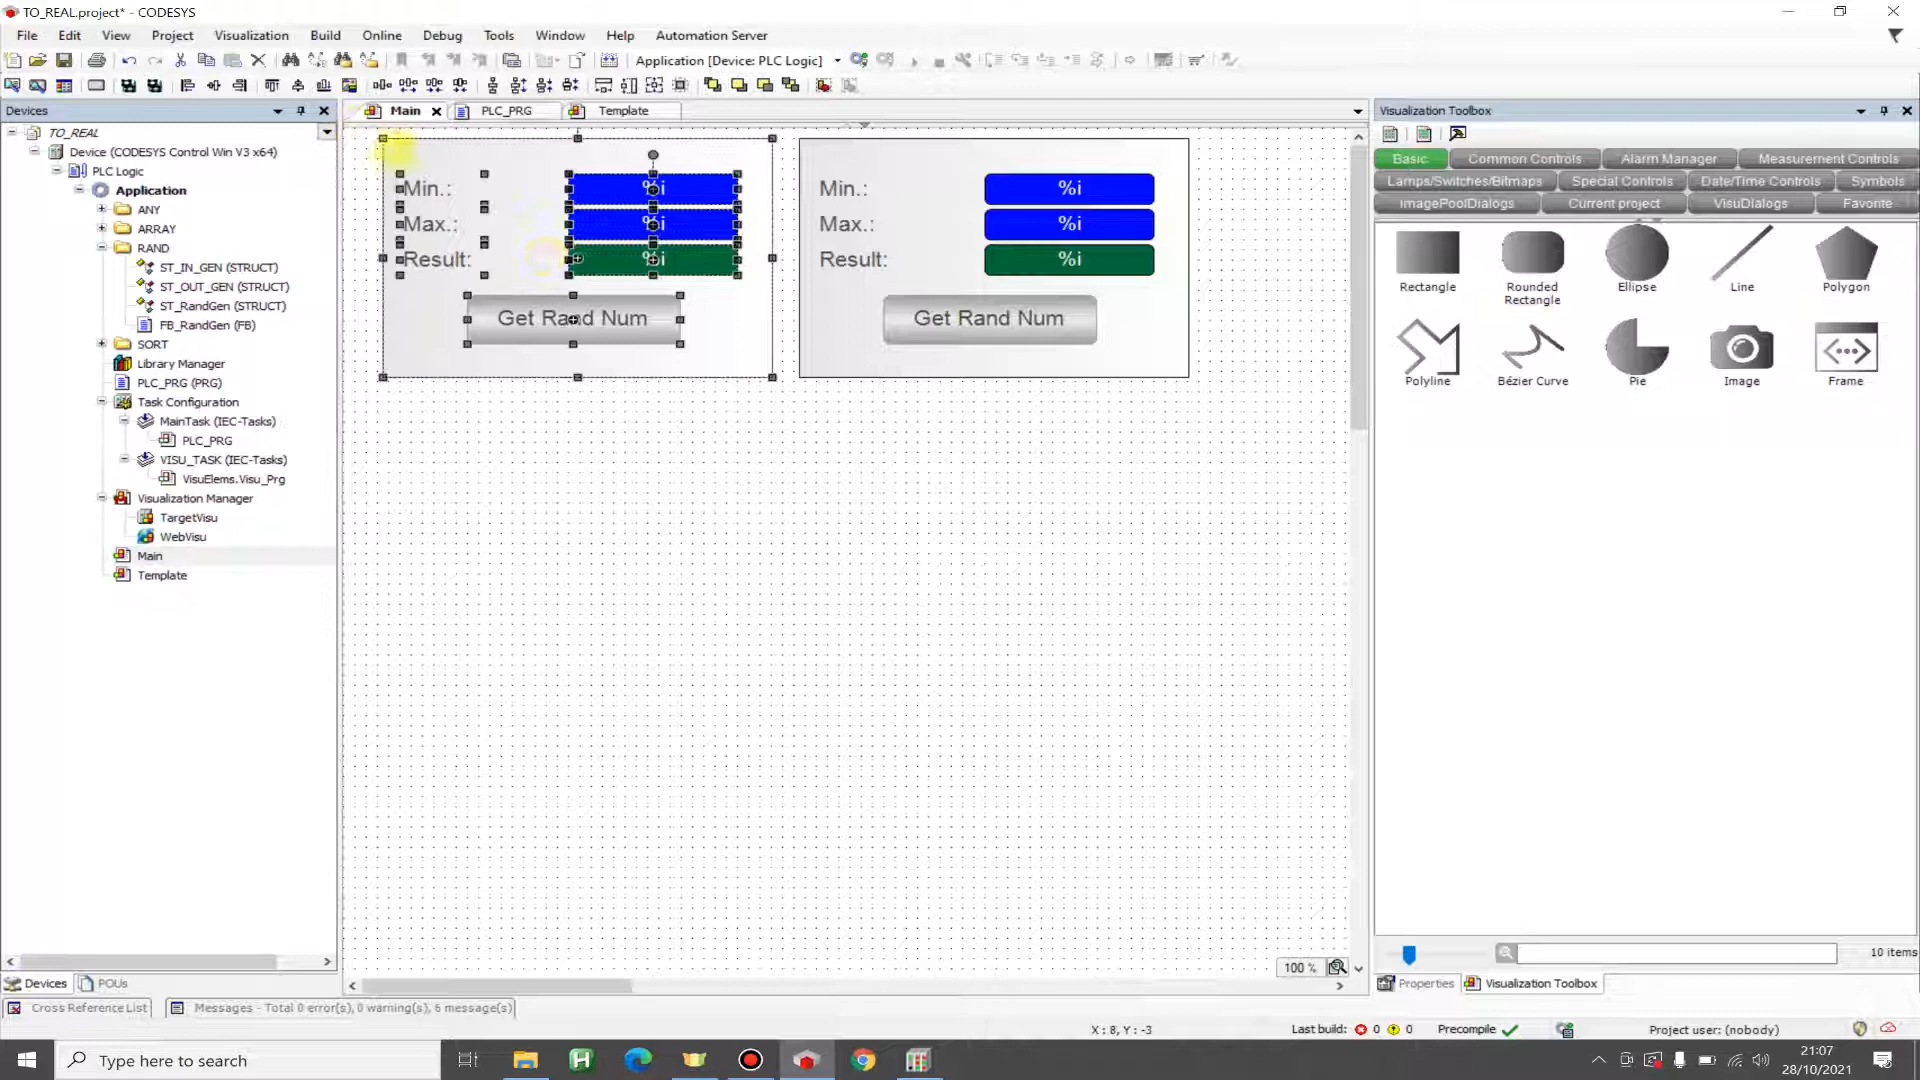 TO_REAL.project* - CODESYS
File Edit View Project Visualization Build Online Debug Tools Window Help Automation Server
Application [Device: PLC Logic]
Devices
TO_REAL
Device (CODESYS Control Win V3 x64)
PLC Logic
Application
ANY
ARRAY
RAND
ST_IN_GEN (STRUCT)
ST_OUT_GEN (STRUCT)
ST_RandGen (STRUCT)
FB_RandGen (FB)
SORT
Library Manager
PLC_PRG (PRG)
Task Configuration
MainTask (IEC-Tasks)
PLC_PRG
VISU_TASK (IEC-Tasks)
VisuElems.Visu_Prg
Visualization Manager
TargetVisu
WebVisu
Main
Template
Devices POUs
Main PLC_PRG Template
Min.: %i
Max.: %i
Result: %i
Get Rand Num
Min.: %i
Max.: %i
Result: %i
Get Rand Num
100 %
Visualization Toolbox
Basic Common Controls Alarm Manager Measurement Controls
Lamps/Switches/Bitmaps Special Controls Date/Time Controls Symbols
ImagePoolDialogs Current project VisuDialogs Favorite
Rectangle Rounded Rectangle Ellipse Line Polygon
Polyline Bézier Curve Pie Image Frame
10 items
Properties Visualization Toolbox
Cross Reference List Messages - Total 0 error(s), 0 warning(s), 6 message(s)
X : 8, Y : -3 Last build: 0 0 Precompile Project user: (nobody)
Type here to search
21:07
28/10/2021